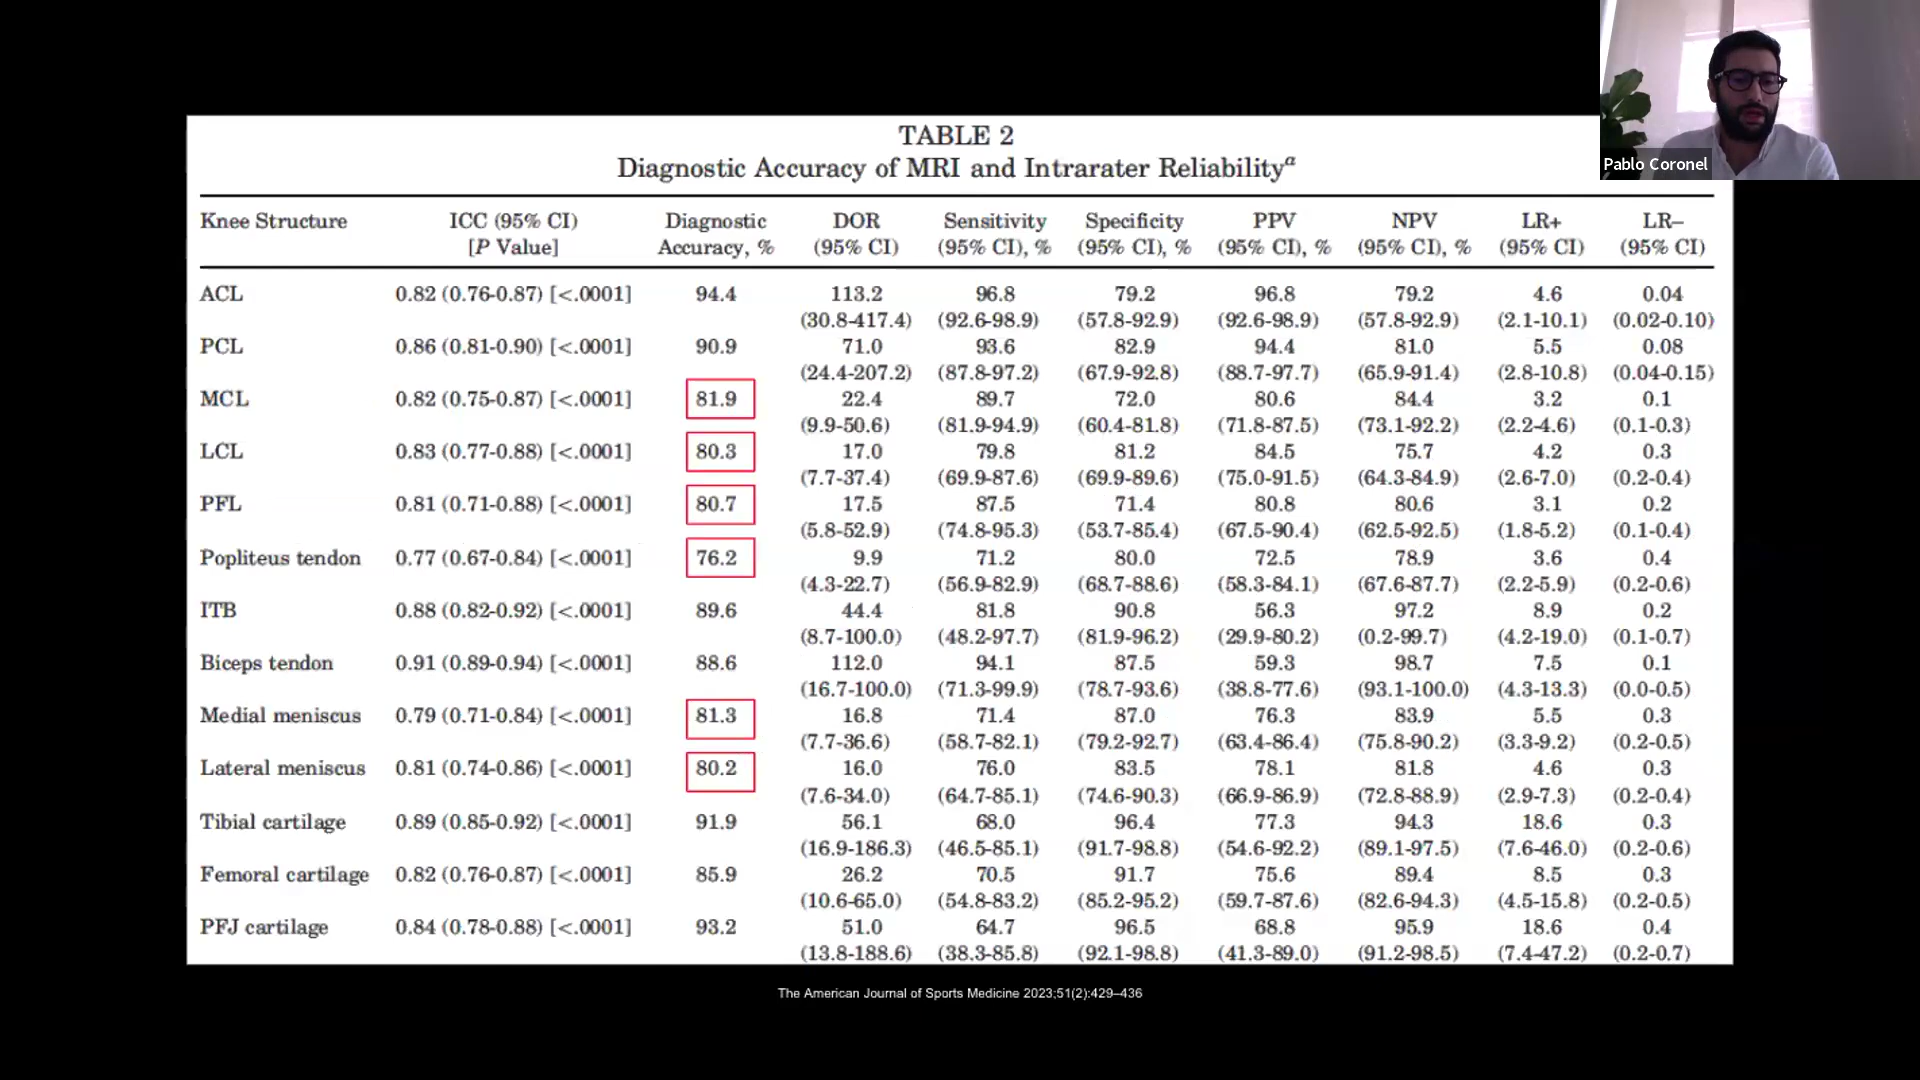 TABLE 2
Diagnostic Accuracy of MRI and Intrarater Reliabilityᵃ
Knee Structure ICC (95% CI) [P Value] Diagnostic Accuracy, % DOR (95% CI) Sensitivity (95% CI), % Specificity (95% CI), % PPV (95% CI), % NPV (95% CI), % LR+ (95% CI) LR– (95% CI)
ACL 0.82 (0.76-0.87) [<.0001] 94.4 113.2 96.8 79.2 96.8 79.2 4.6 0.04
(30.8-417.4) (92.6-98.9) (57.8-92.9) (92.6-98.9) (57.8-92.9) (2.1-10.1) (0.02-0.10)
PCL 0.86 (0.81-0.90) [<.0001] 90.9 71.0 93.6 82.9 94.4 81.0 5.5 0.08
(24.4-207.2) (87.8-97.2) (67.9-92.8) (88.7-97.7) (65.9-91.4) (2.8-10.8) (0.04-0.15)
MCL 0.82 (0.75-0.87) [<.0001] 81.9 22.4 89.7 72.0 80.6 84.4 3.2 0.1
(9.9-50.6) (81.9-94.9) (60.4-81.8) (71.8-87.5) (73.1-92.2) (2.2-4.6) (0.1-0.3)
LCL 0.83 (0.77-0.88) [<.0001] 80.3 17.0 79.8 81.2 84.5 75.7 4.2 0.3
(7.7-37.4) (69.9-87.6) (69.9-89.6) (75.0-91.5) (64.3-84.9) (2.6-7.0) (0.2-0.4)
PFL 0.81 (0.71-0.88) [<.0001] 80.7 17.5 87.5 71.4 80.8 80.6 3.1 0.2
(5.8-52.9) (74.8-95.3) (53.7-85.4) (67.5-90.4) (62.5-92.5) (1.8-5.2) (0.1-0.4)
Popliteus tendon 0.77 (0.67-0.84) [<.0001] 76.2 9.9 71.2 80.0 72.5 78.9 3.6 0.4
(4.3-22.7) (56.9-82.9) (68.7-88.6) (58.3-84.1) (67.6-87.7) (2.2-5.9) (0.2-0.6)
ITB 0.88 (0.82-0.92) [<.0001] 89.6 44.4 81.8 90.8 56.3 97.2 8.9 0.2
(8.7-100.0) (48.2-97.7) (81.9-96.2) (29.9-80.2) (0.2-99.7) (4.2-19.0) (0.1-0.7)
Biceps tendon 0.91 (0.89-0.94) [<.0001] 88.6 112.0 94.1 87.5 59.3 98.7 7.5 0.1
(16.7-100.0) (71.3-99.9) (78.7-93.6) (38.8-77.6) (93.1-100.0) (4.3-13.3) (0.0-0.5)
Medial meniscus 0.79 (0.71-0.84) [<.0001] 81.3 16.8 71.4 87.0 76.3 83.9 5.5 0.3
(7.7-36.6) (58.7-82.1) (79.2-92.7) (63.4-86.4) (75.8-90.2) (3.3-9.2) (0.2-0.5)
Lateral meniscus 0.81 (0.74-0.86) [<.0001] 80.2 16.0 76.0 83.5 78.1 81.8 4.6 0.3
(7.6-34.0) (64.7-85.1) (74.6-90.3) (66.9-86.9) (72.8-88.9) (2.9-7.3) (0.2-0.4)
Tibial cartilage 0.89 (0.85-0.92) [<.0001] 91.9 56.1 68.0 96.4 77.3 94.3 18.6 0.3
(16.9-186.3) (46.5-85.1) (91.7-98.8) (54.6-92.2) (89.1-97.5) (7.6-46.0) (0.2-0.6)
Femoral cartilage 0.82 (0.76-0.87) [<.0001] 85.9 26.2 70.5 91.7 75.6 89.4 8.5 0.3
(10.6-65.0) (54.8-83.2) (85.2-95.2) (59.7-87.6) (82.6-94.3) (4.5-15.8) (0.2-0.5)
PFJ cartilage 0.84 (0.78-0.88) [<.0001] 93.2 51.0 64.7 96.5 68.8 95.9 18.6 0.4
(13.8-188.6) (38.3-85.8) (92.1-98.8) (41.3-89.0) (91.2-98.5) (7.4-47.2) (0.2-0.7)
The American Journal of Sports Medicine 2023;51(2):429–436
Pablo Coronel